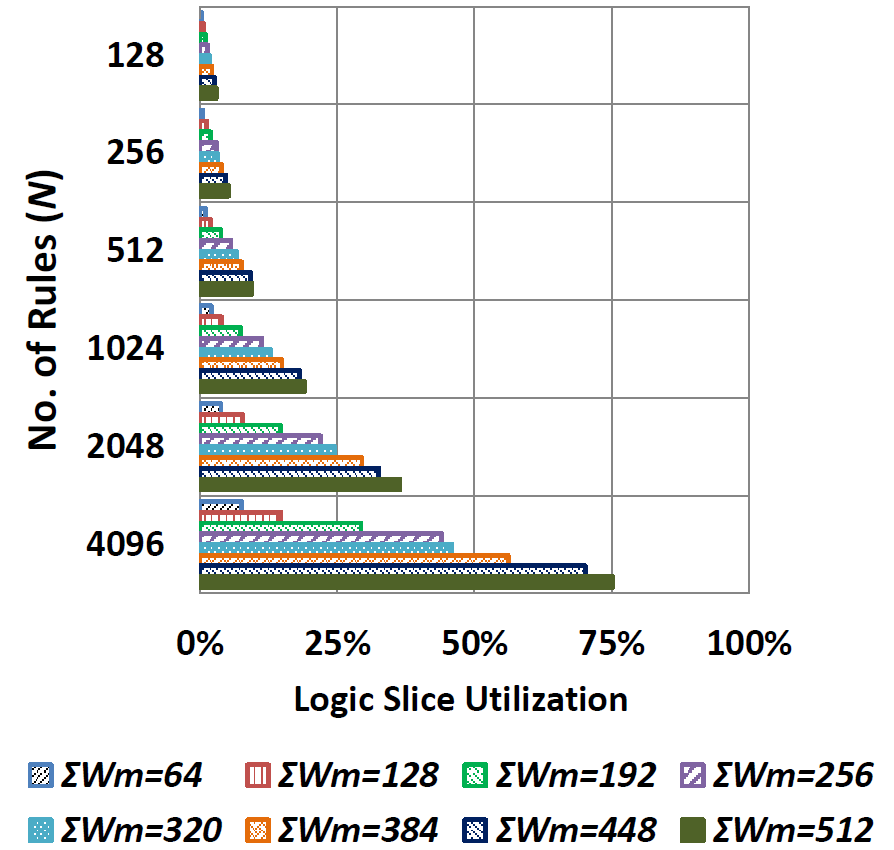 128
256
512
1024
2048
4096
No. of Rules (N)
0% 25% 50% 75% 100%
Logic Slice Utilization
ΣWm=64 ΣWm=128 ΣWm=192 ΣWm=256
ΣWm=320 ΣWm=384 ΣWm=448 ΣWm=512